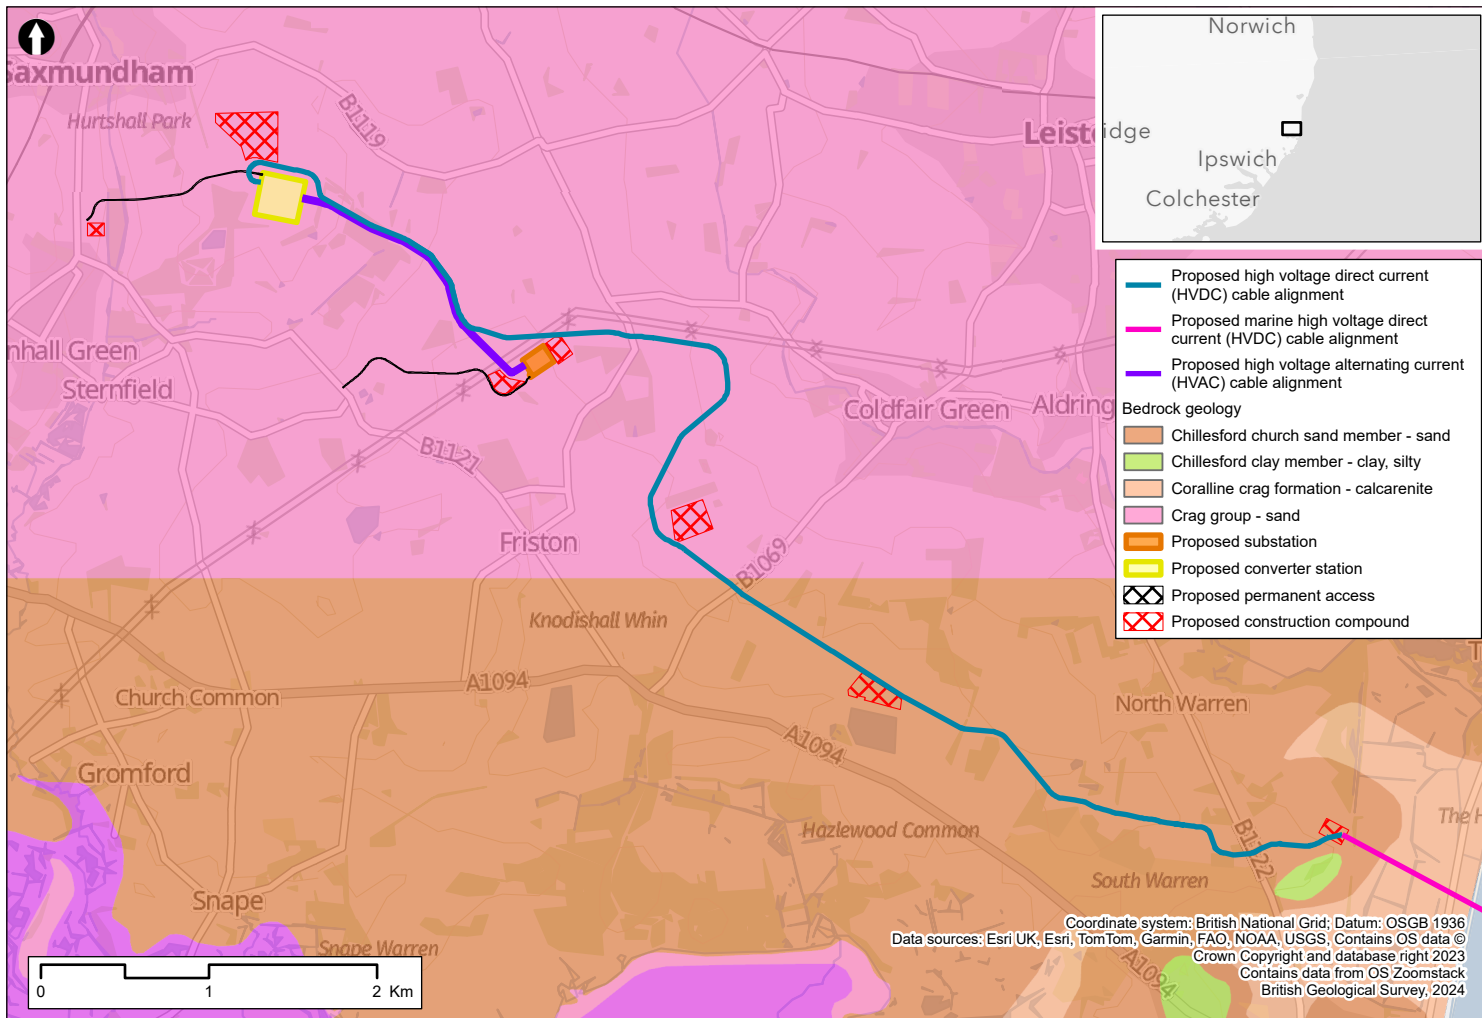 Saxmundham
Hurtshall Park
B1119
Leist
Norwich
idge
Ipswich
Colchester
nhall Green
Sternfield
B1121
Friston
Coldfair Green
Aldring
B1069
Knodishall Whin
Church Common
A1094
A1094
North Warren
Gromford
Hazlewood Common
B1122
The H
T
South Warren
Snape
Snape Warren
A1094
Proposed high voltage direct current
(HVDC) cable alignment
Proposed marine high voltage direct
current (HVDC) cable alignment
Proposed high voltage alternating current
(HVAC) cable alignment
Bedrock geology
Chillesford church sand member - sand
Chillesford clay member - clay, silty
Coralline crag formation - calcarenite
Crag group - sand
Proposed substation
Proposed converter station
Proposed permanent access
Proposed construction compound
Coordinate system: British National Grid; Datum: OSGB 1936
Data sources: Esri UK, Esri, TomTom, Garmin, FAO, NOAA, USGS, Contains OS data ©
Crown Copyright and database right 2023
Contains data from OS Zoomstack
British Geological Survey, 2024
0 1 2 Km